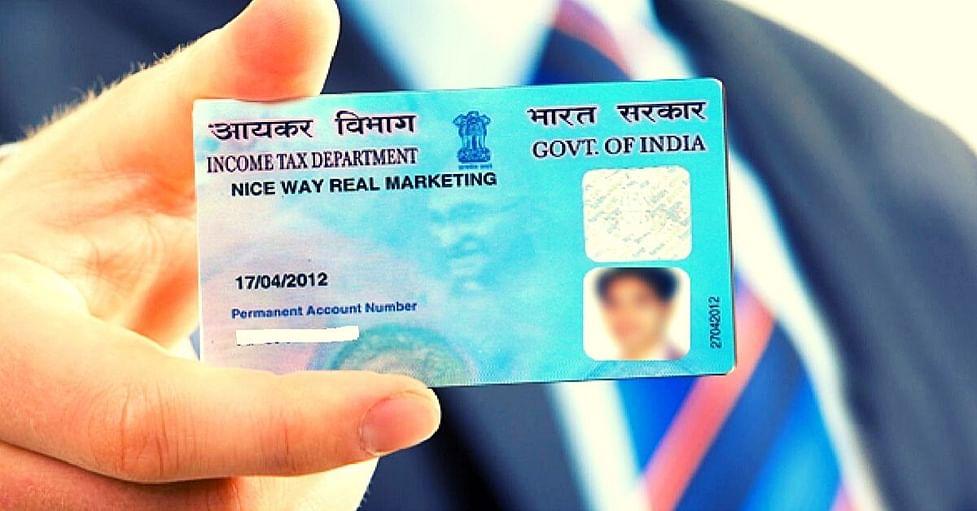 आयकर विभाग
INCOME TAX DEPARTMENT
भारत सरकार
GOVT. OF INDIA
NICE WAY REAL MARKETING
17/04/2012
Permanent Account Number
27042012